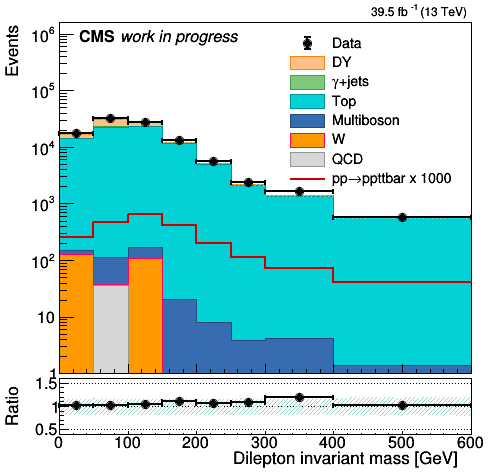 39.5 fb⁻¹ (13 TeV)
CMS work in progress
Events
10⁶
10⁵
10⁴
10³
10²
10
1
Data
DY
γ+jets
Top
Multiboson
W
QCD
pp→ppttbar x 1000
Ratio
1.5
1
0.5
0 100 200 300 400 500 600
Dilepton invariant mass [GeV]